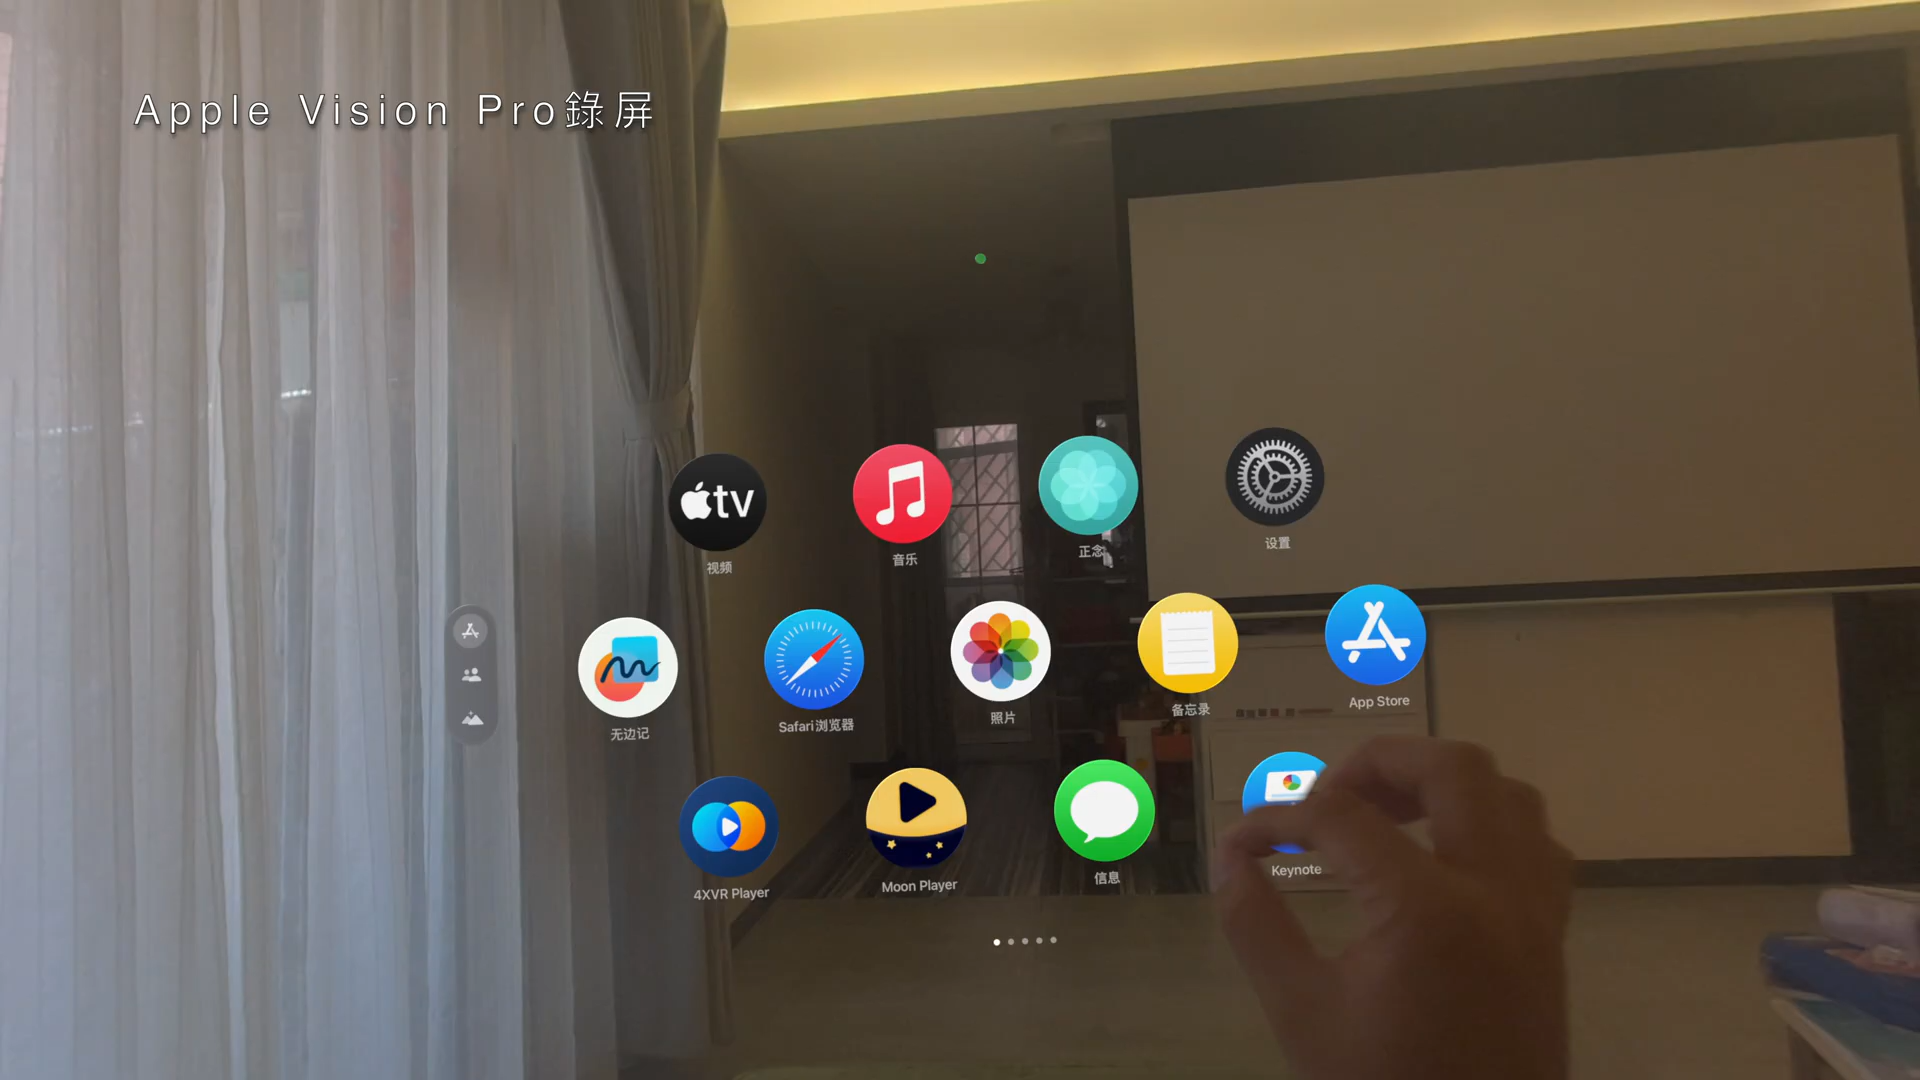 Apple Vision Pro錄屏
tv
视频
音乐
正念
设置
无边记
Safari浏览器
照片
备忘录
App Store
4XVR Player
Moon Player
信息
Keynote